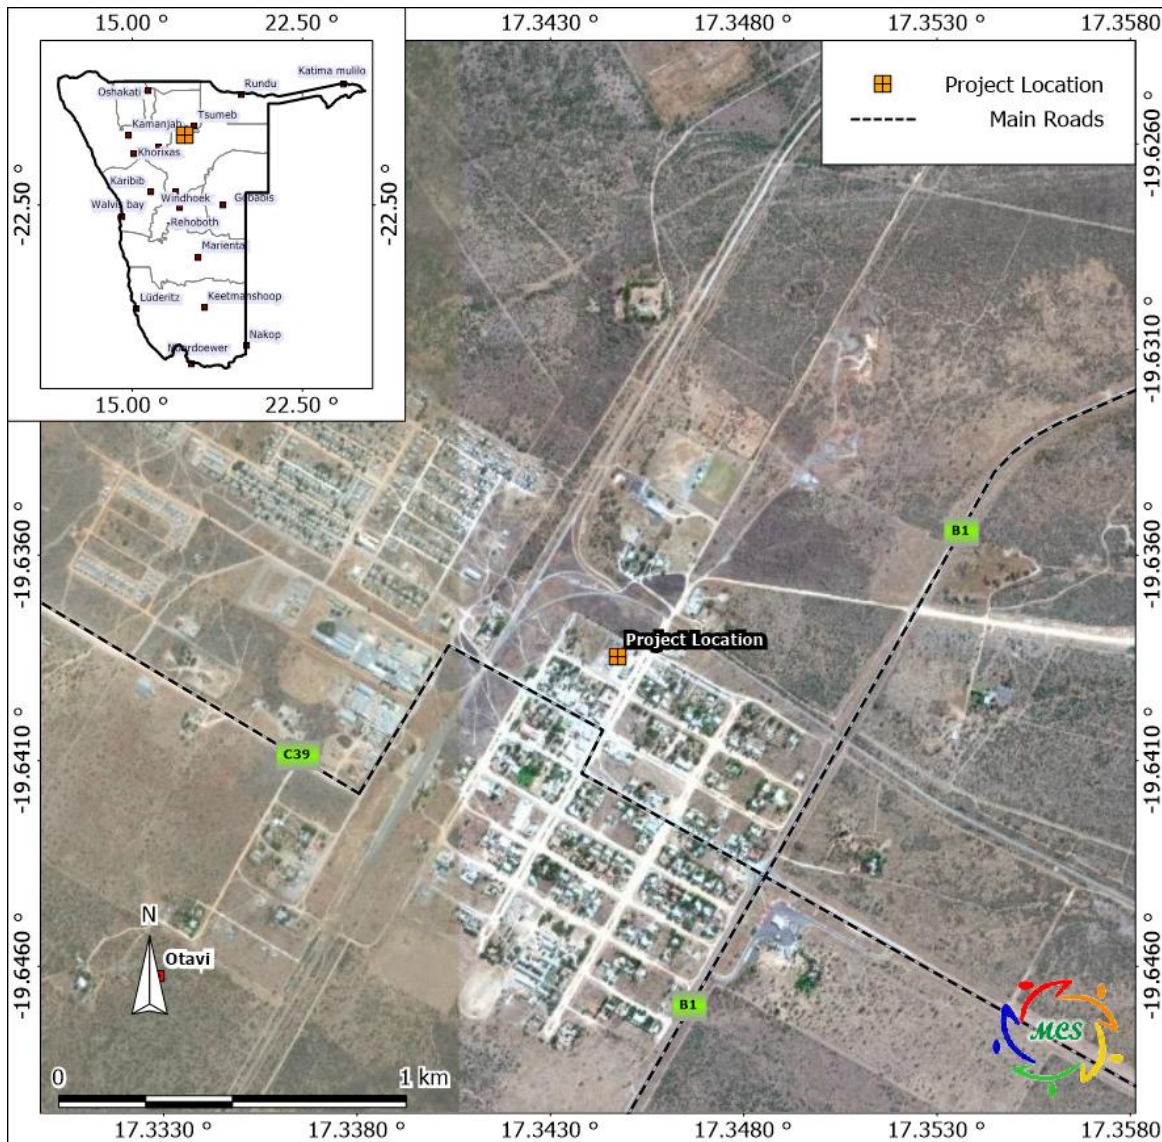 15.00 °
22.50 °
17.3430 °
17.3480 °
17.3530 °
17.3580 °
Project Location
Main Roads
Katima mulilo
Rundu
Oshakati
Tsumeb
Kamanjab
Khorixas
Karibib
Windhoek
Gobabis
Walvis bay
Rehoboth
Marienta
Lüderitz
Keetmanshoop
Nakop
Noordoewer
-22.50 °
-22.50 °
15.00 °
22.50 °
-19.6260 °
-19.6310 °
-19.6360 °
-19.6360 °
B1
Project Location
C39
-19.6410 °
-19.6410 °
N
Otavi
-19.6460 °
-19.6460 °
B1
MCS
0
1 km
17.3330 °
17.3380 °
17.3430 °
17.3480 °
17.3530 °
17.3580 °